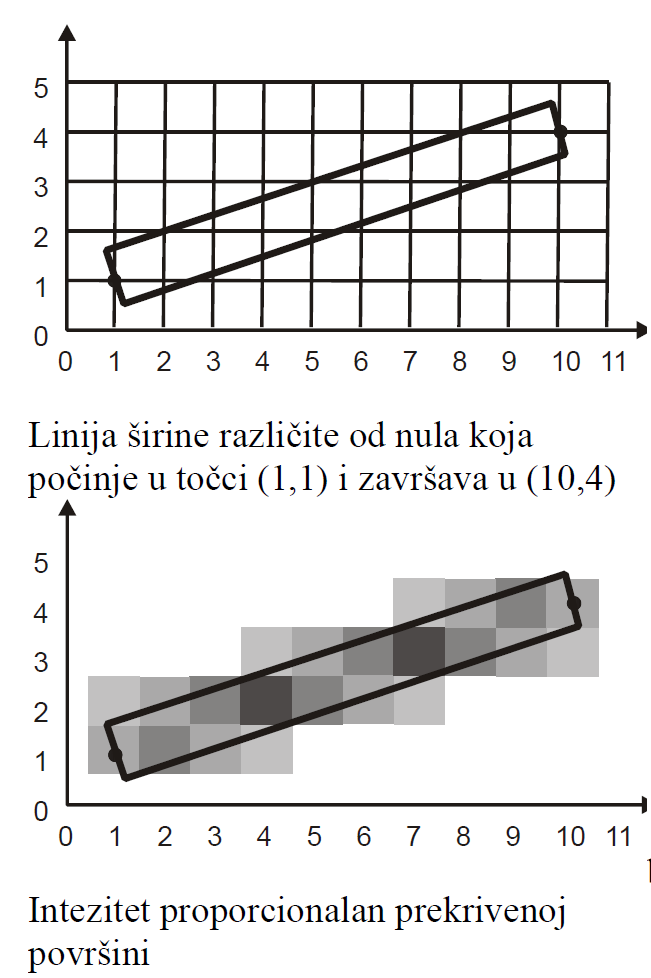 5
4
3
2
1
0
0 1 2 3 4 5 6 7 8 9 10 11
Linija širine različite od nula koja
počinje u točci (1,1) i završava u (10,4)
5
4
3
2
1
0
0 1 2 3 4 5 6 7 8 9 10 11
Intezitet proporcionalan prekrivenoj
površini